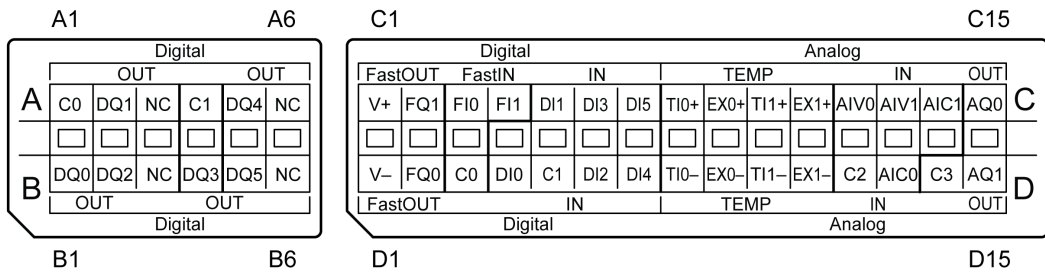 A1 A6 C1 C15
Digital Digital Analog
OUT OUT FastOUT FastIN IN TEMP IN OUT
A C0 DQ1 NC C1 DQ4 NC V+ FQ1 FI0 FI1 DI1 DI3 DI5 TI0+ EX0+ TI1+ EX1+ AIV0 AIV1 AIC1 AQ0 C
B DQ0 DQ2 NC DQ3 DQ5 NC V– FQ0 C0 DI0 C1 DI2 DI4 TI0– EX0– TI1– EX1– C2 AIC0 C3 AQ1 D
OUT OUT FastOUT IN TEMP IN OUT
Digital Digital Analog
B1 B6 D1 D15